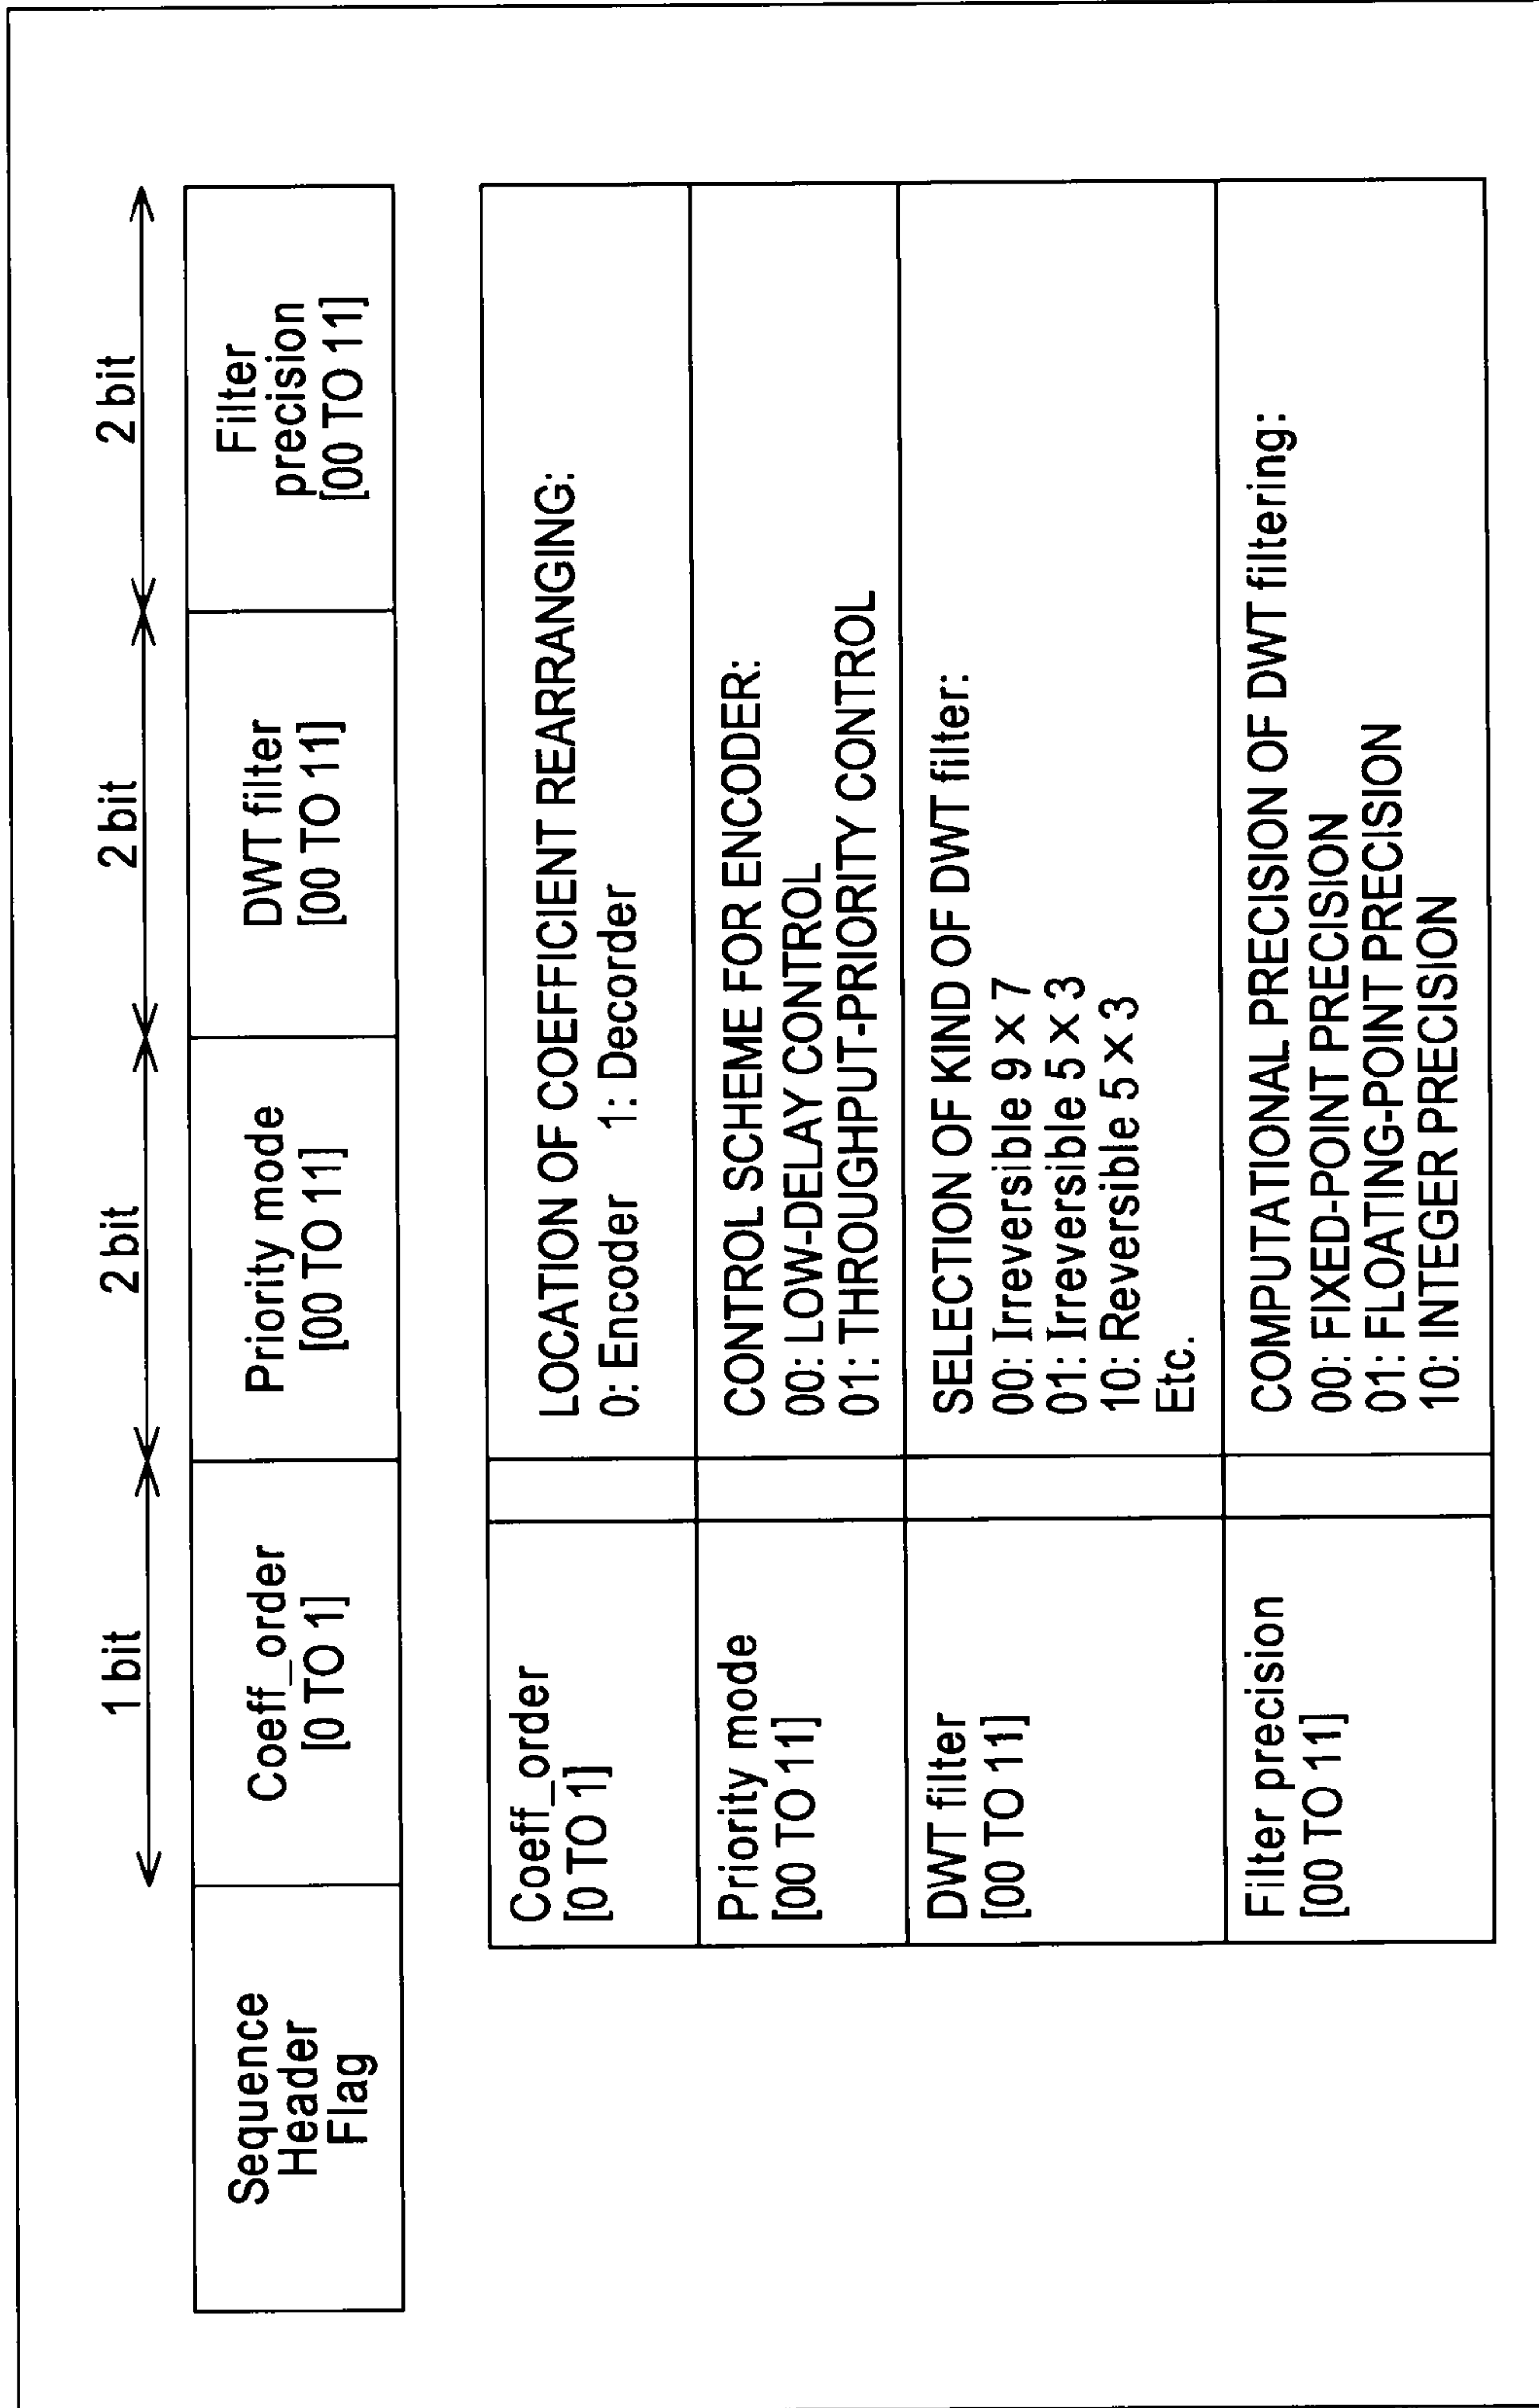 1 bit
2 bit
2 bit
2 bit
Sequence
Header
Flag
Coeff_order
[0 TO 1]
Priority mode
[00 TO 11]
DWT filter
[00 TO 11]
Filter
precision
[00 TO 11]
Coeff_order
[0 TO 1]
LOCATION OF COEFFICIENT REARRANGING:
0: Encoder 1: Decorder
Priority mode
[00 TO 11]
CONTROL SCHEME FOR ENCODER:
00: LOW-DELAY CONTROL
01: THROUGHPUT-PRIORITY CONTROL
DWT filter
[00 TO 11]
SELECTION OF KIND OF DWT filter:
00: Irreversible 9 × 7
01: Irreversible 5 × 3
10: Reversible 5 × 3
Etc.
Filter precision
[00 TO 11]
COMPUTATIONAL PRECISION OF DWT filtering:
00: FIXED-POINT PRECISION
01: FLOATING-POINT PRECISION
10: INTEGER PRECISION